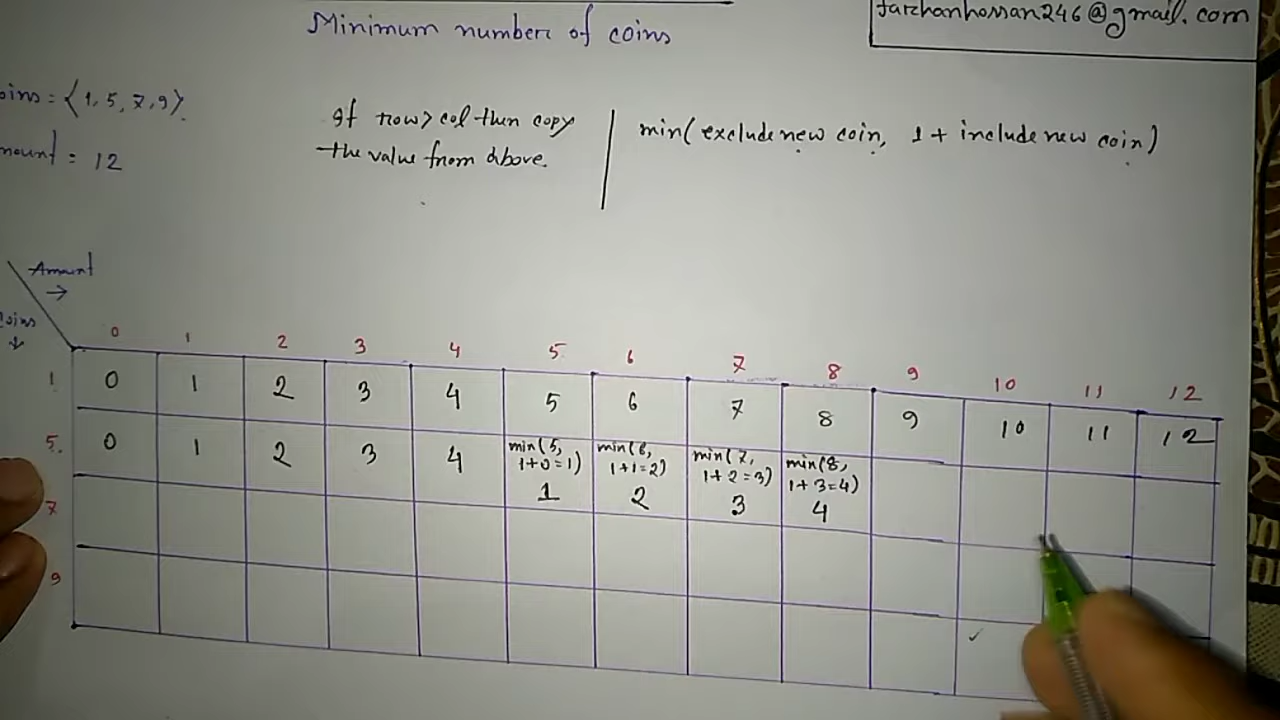 Minimum number of coins
farzhanhossan246@gmail.com
oins = {1, 5, 7, 9}.
mount = 12
If row > col then copy
the value from above.
min( exclude new coin, 1 + include new coin )
Amount
→
oins
↓
0 1 2 3 4 5 6 7 8 9 10 11 12
1 0 1 2 3 4 5 6 7 8 9 10 11 12
5. 0 1 2 3 4 min(5, 1+0=1) 1 min(6, 1+1=2) 2 min(7, 1+2=3) 3 min(8, 1+3=4) 4
7
9 ✓